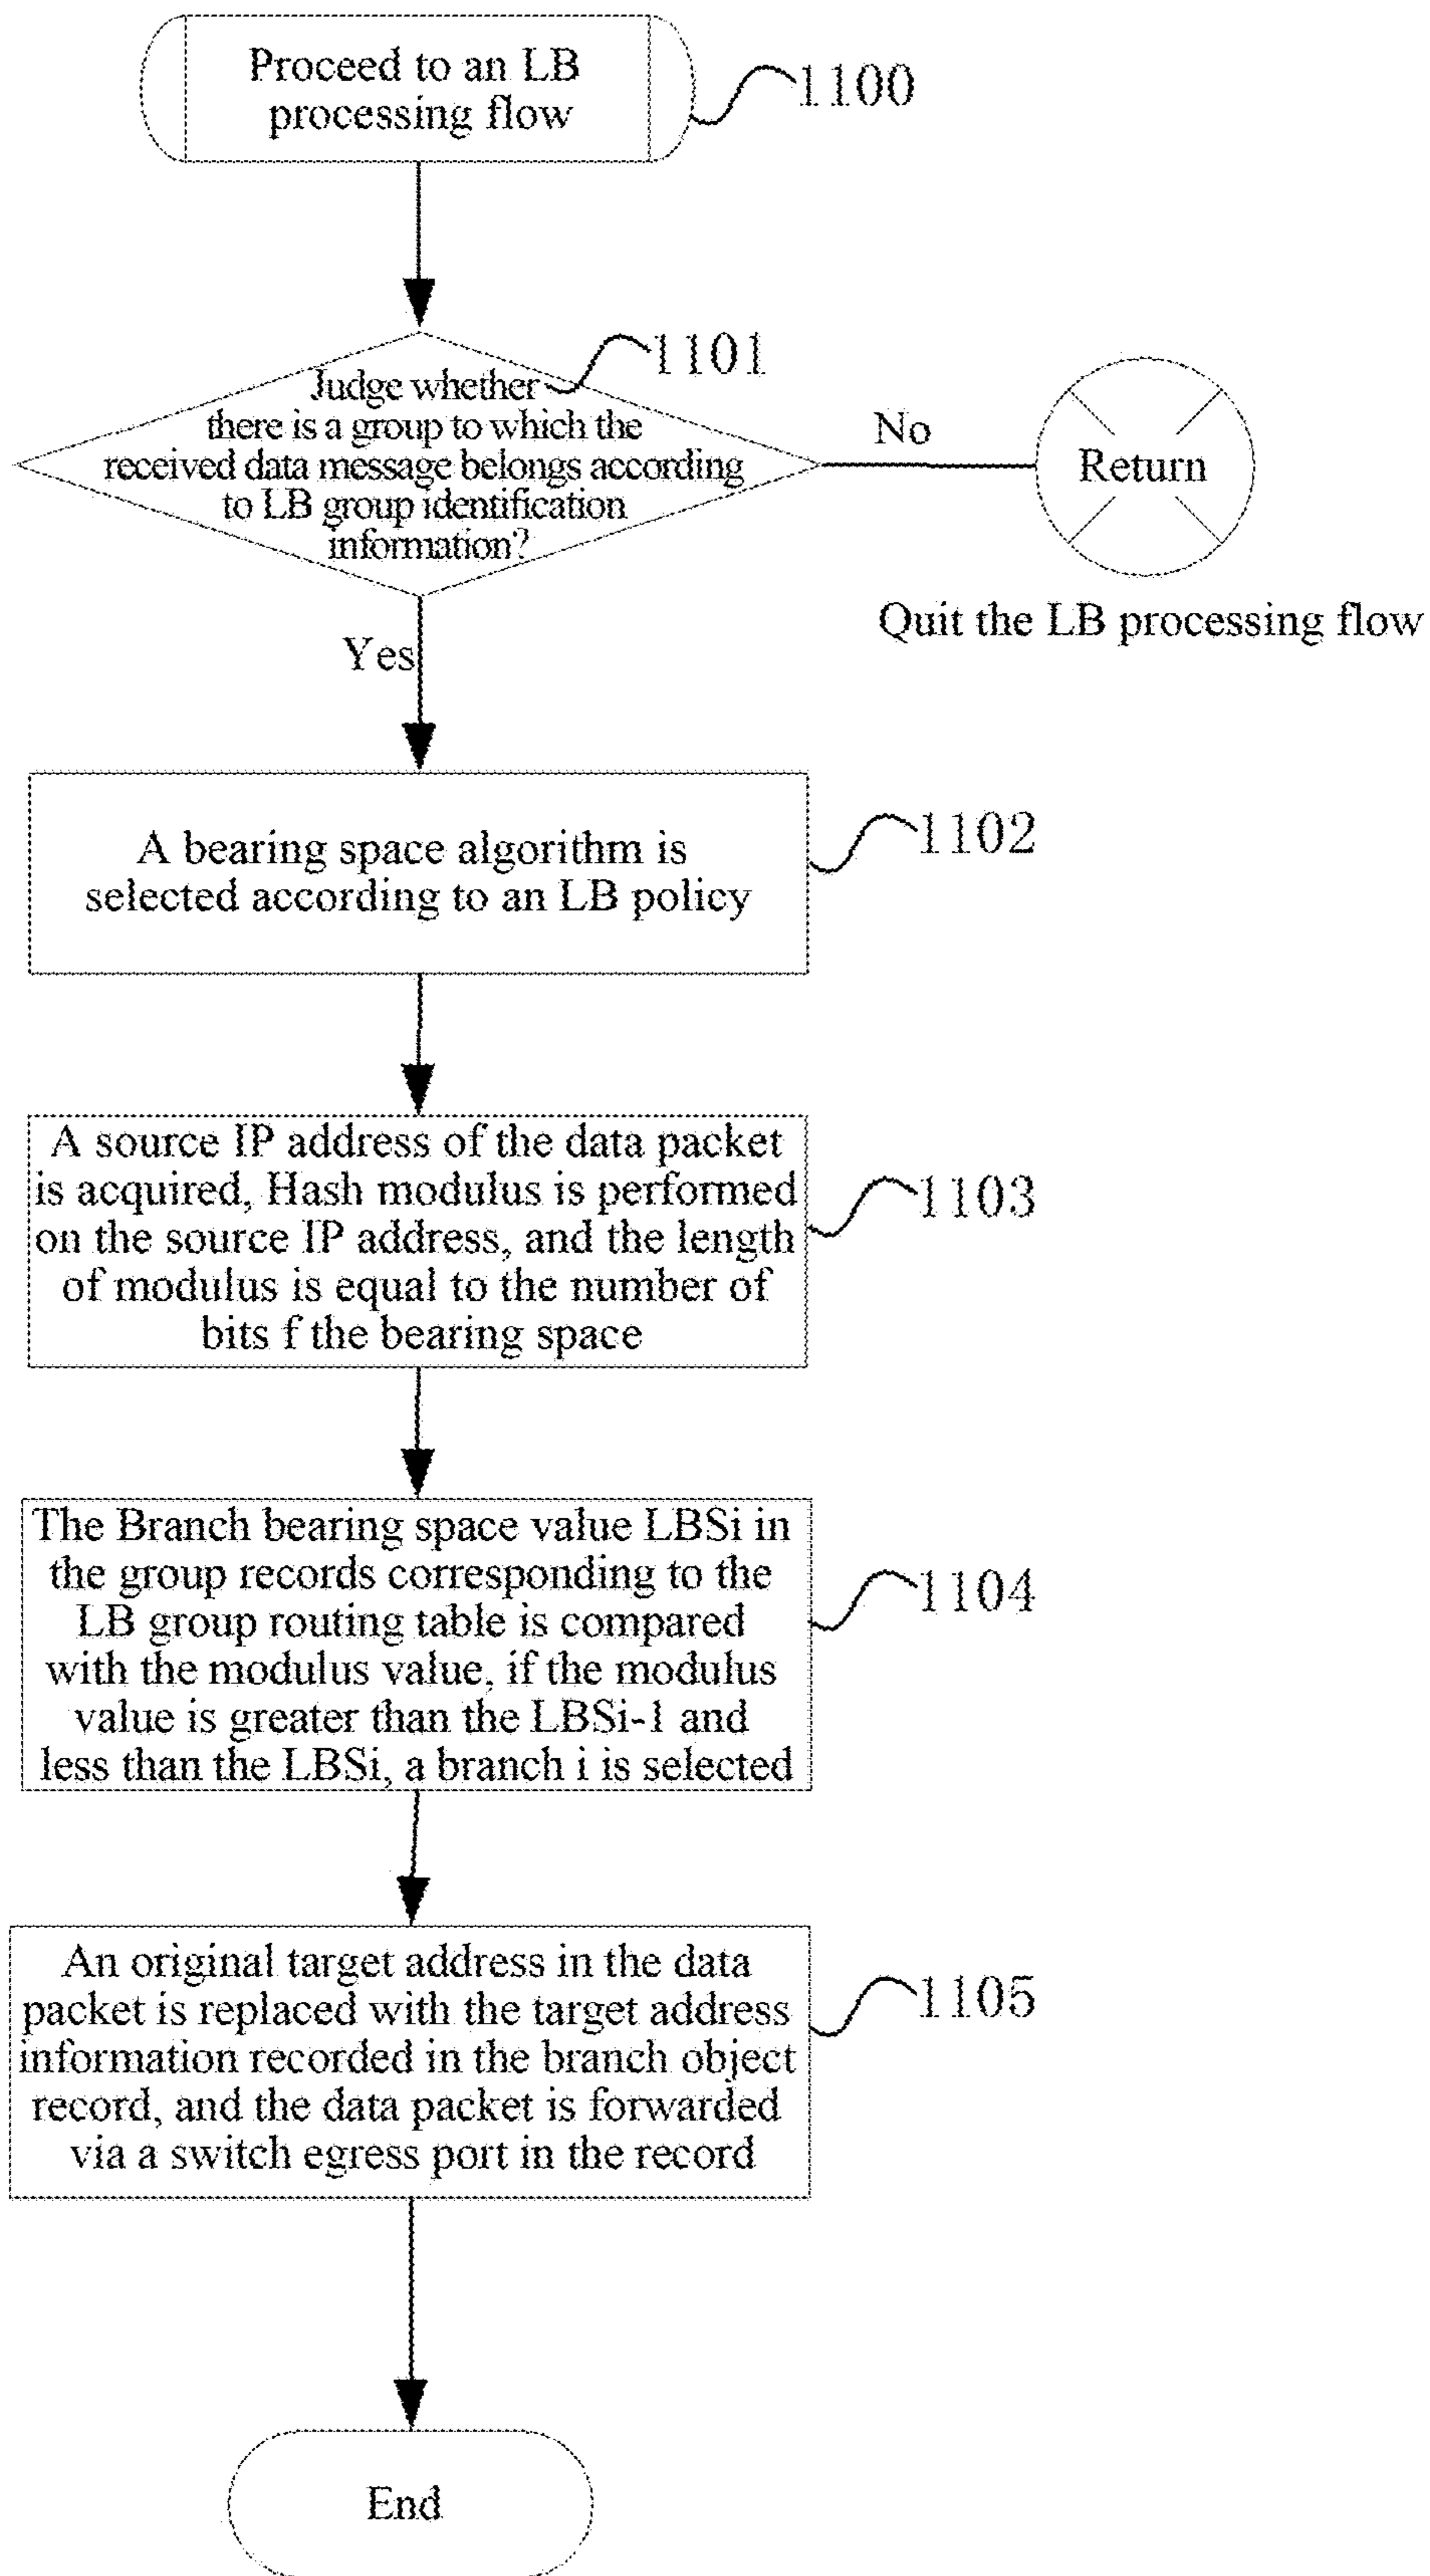 Proceed to an LB
processing flow
1100
1101
Judge whether
there is a group to which the
received data message belongs according
to LB group identification
information?
No
Return
Quit the LB processing flow
Yes
A bearing space algorithm is
selected according to an LB policy
1102
A source IP address of the data packet
is acquired, Hash modulus is performed
on the source IP address, and the length
of modulus is equal to the number of
bits f the bearing space
1103
The Branch bearing space value LBSi in
the group records corresponding to the
LB group routing table is compared
with the modulus value, if the modulus
value is greater than the LBSi-1 and
less than the LBSi, a branch i is selected
1104
An original target address in the data
packet is replaced with the target address
information recorded in the branch object
record, and the data packet is forwarded
via a switch egress port in the record
1105
End